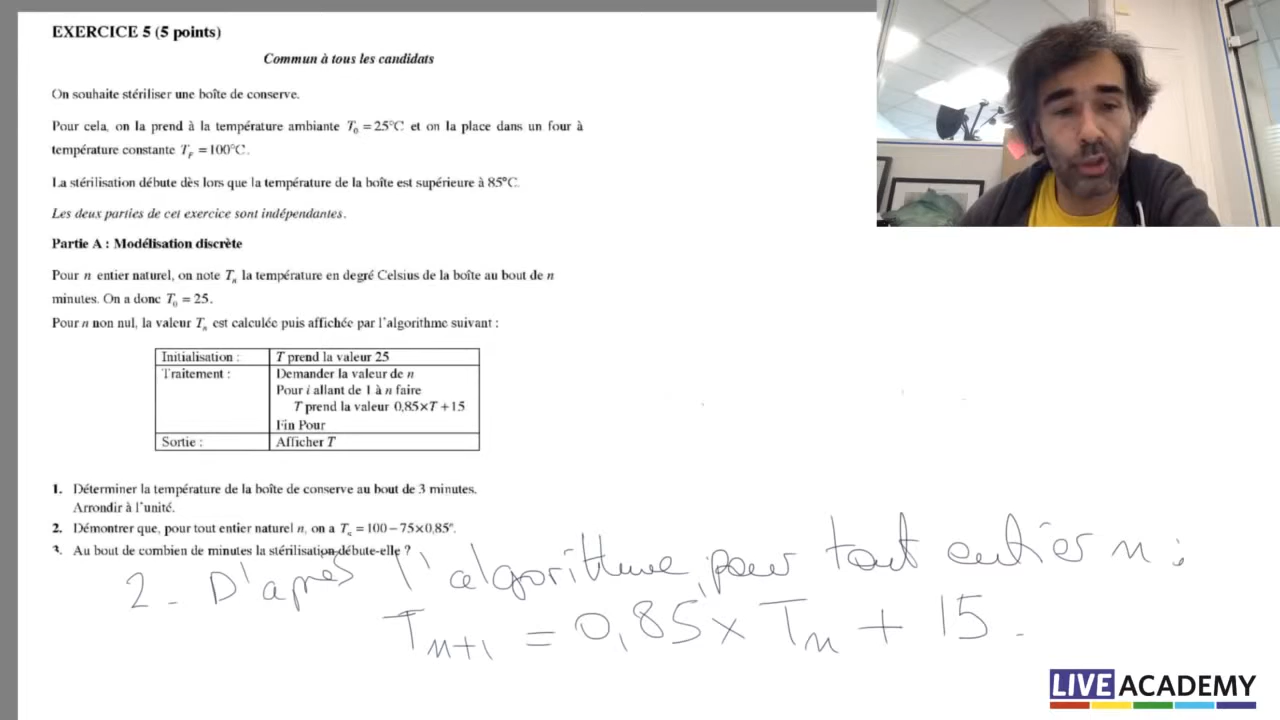 EXERCICE 5 (5 points)
Commun à tous les candidats
On souhaite stériliser une boîte de conserve.
Pour cela, on la prend à la température ambiante T₀ = 25°C et on la place dans un four à
température constante T_F = 100°C.
La stérilisation débute dès lors que la température de la boîte est supérieure à 85°C.
Les deux parties de cet exercice sont indépendantes.
Partie A : Modélisation discrète
Pour n entier naturel, on note Tₙ la température en degré Celsius de la boîte au bout de n
minutes. On a donc T₀ = 25.
Pour n non nul, la valeur Tₙ est calculée puis affichée par l'algorithme suivant :
Initialisation : T prend la valeur 25
Traitement : Demander la valeur de n
Pour i allant de 1 à n faire
T prend la valeur 0,85×T+15
Fin Pour
Sortie : Afficher T
1. Déterminer la température de la boîte de conserve au bout de 3 minutes.
Arrondir à l'unité.
2. Démontrer que, pour tout entier naturel n, on a Tₙ = 100−75×0,85ⁿ.
3. Au bout de combien de minutes la stérilisation débute-elle ?
2 - D'après l'algorithme, pour tout entier n :
Tₙ₊₁ = 0,85 × Tₙ + 15.
LIVE ACADEMY